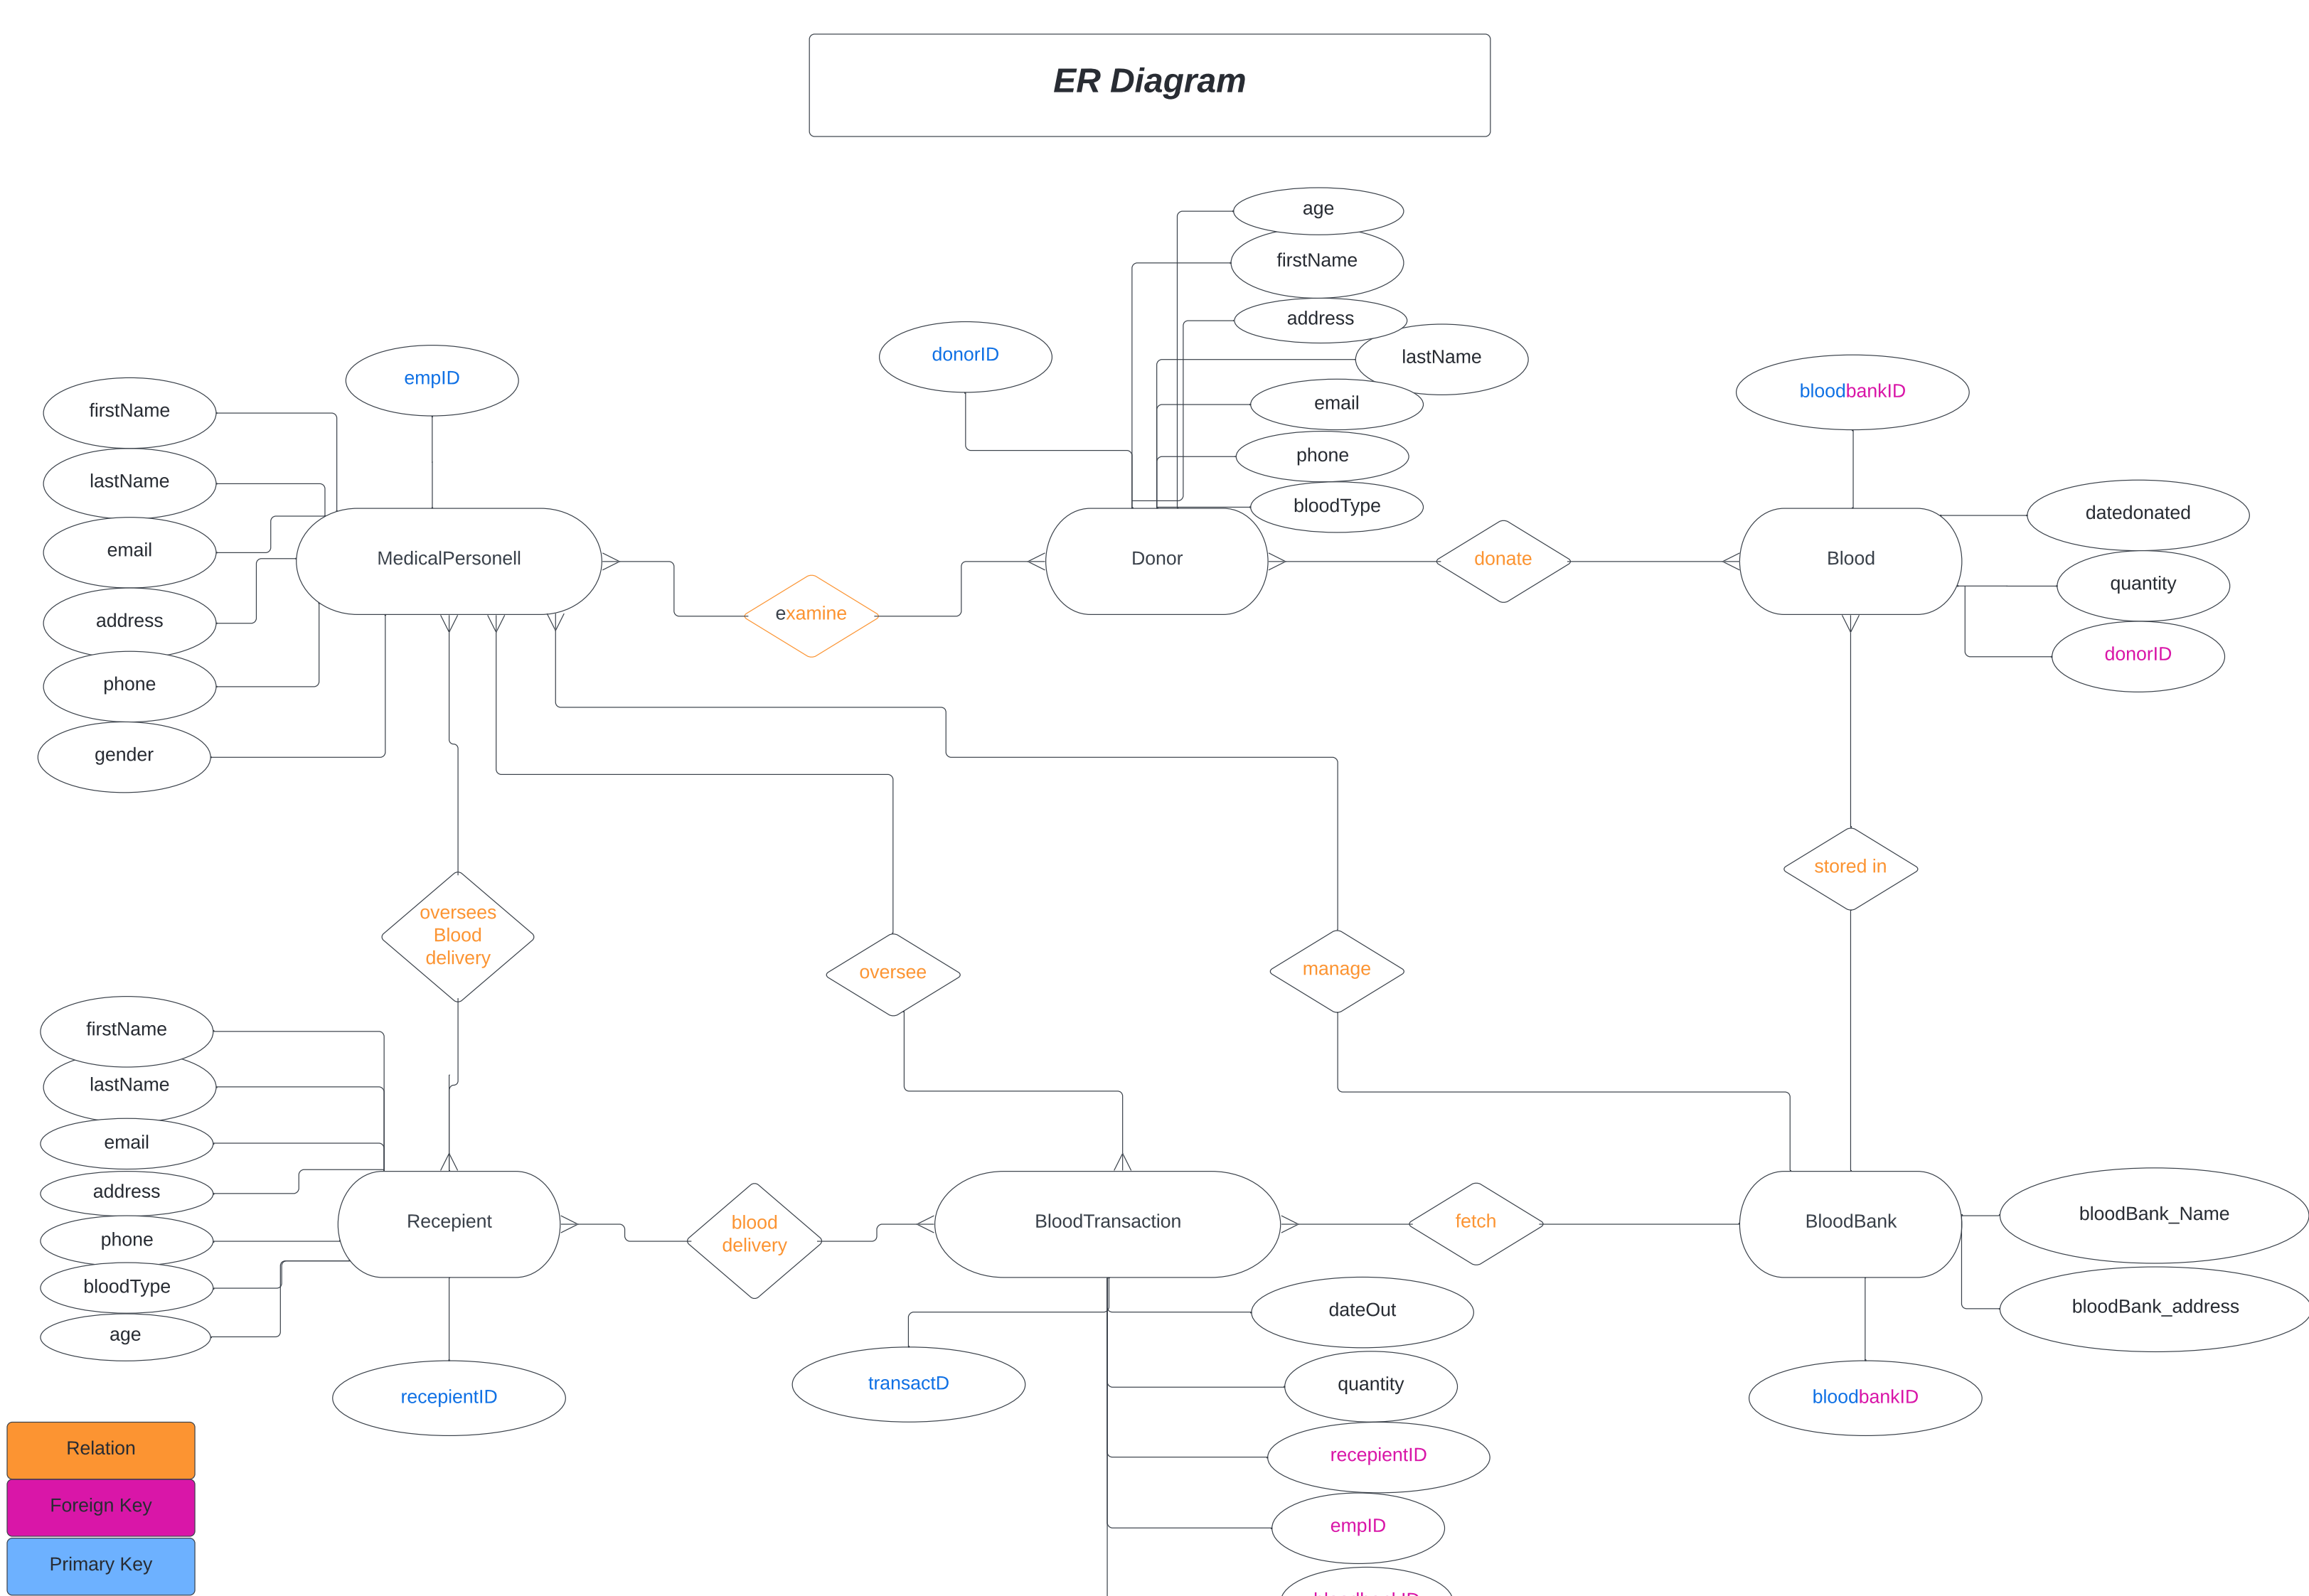 ER Diagram
age
firstName
address
lastName
donorID
email
phone
bloodType
empID
firstName
lastName
email
address
phone
gender
MedicalPersonell
examine
Donor
donate
Blood
bloodbankID
datedonated
quantity
donorID
stored in
oversees
Blood
delivery
oversee
manage
firstName
lastName
email
address
phone
bloodType
age
Recepient
recepientID
blood
delivery
BloodTransaction
fetch
BloodBank
bloodBank_Name
bloodBank_address
bloodbankID
transactD
dateOut
quantity
recepientID
empID
Relation
Foreign Key
Primary Key